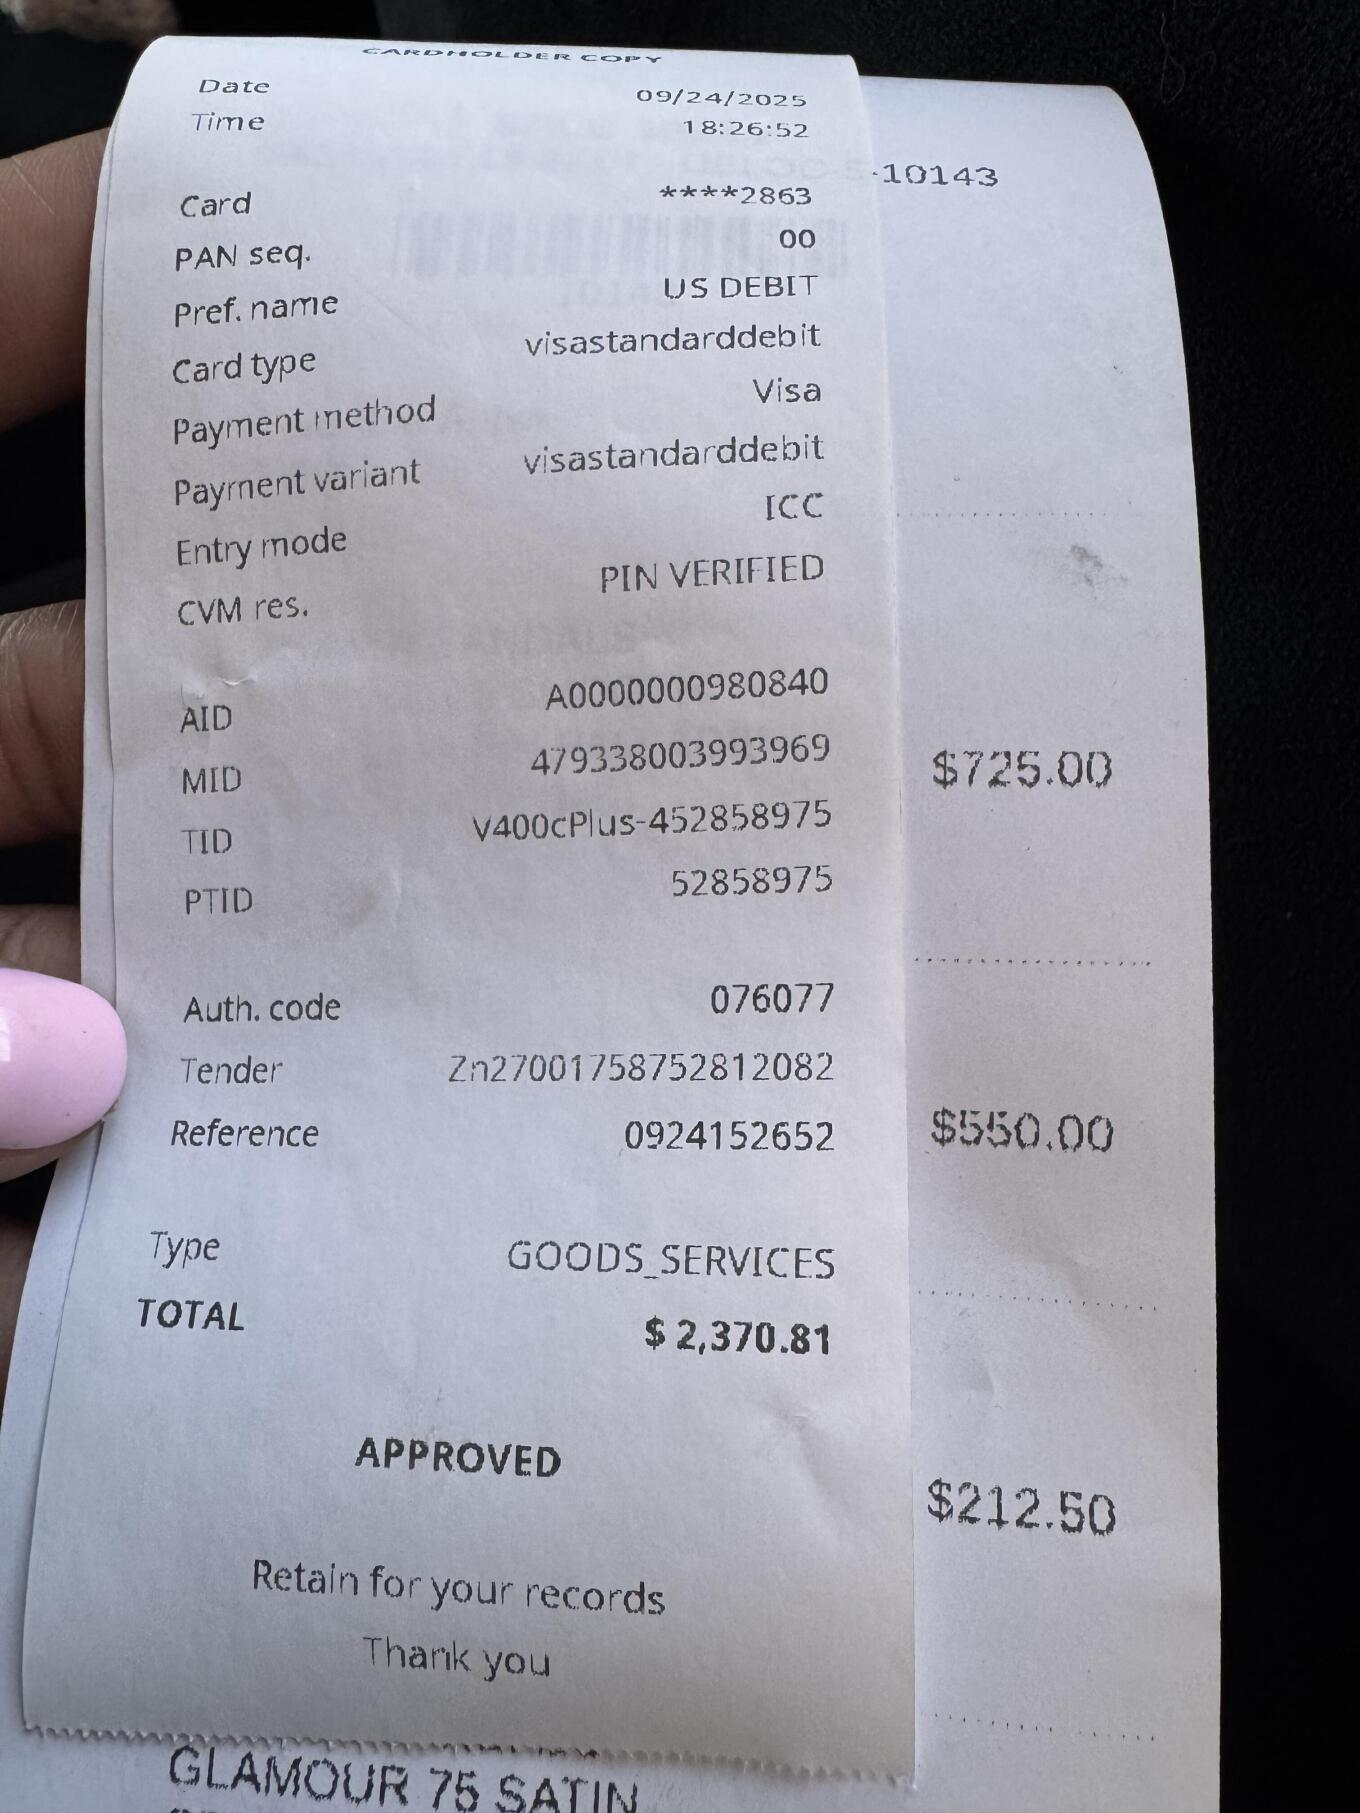 CARDHOLDER COPY
Date 09/24/2025
Time 18:26:52
-10143
Card ****2863
PAN seq. 00
Pref. name US DEBIT
Card type visastandarddebit
Payment method Visa
Payment variant visastandarddebit
Entry mode ICC
CVM res. PIN VERIFIED
AID A0000000980840
MID 479338003993969
$725.00
TID V400cPlus-452858975
PTID 52858975
Auth. code 076077
Tender Zn27001758752812082
Reference 0924152652
$550.00
Type GOODS_SERVICES
TOTAL $ 2,370.81
APPROVED
$212.50
Retain for your records
Thank you
GLAMOUR 75 SATIN